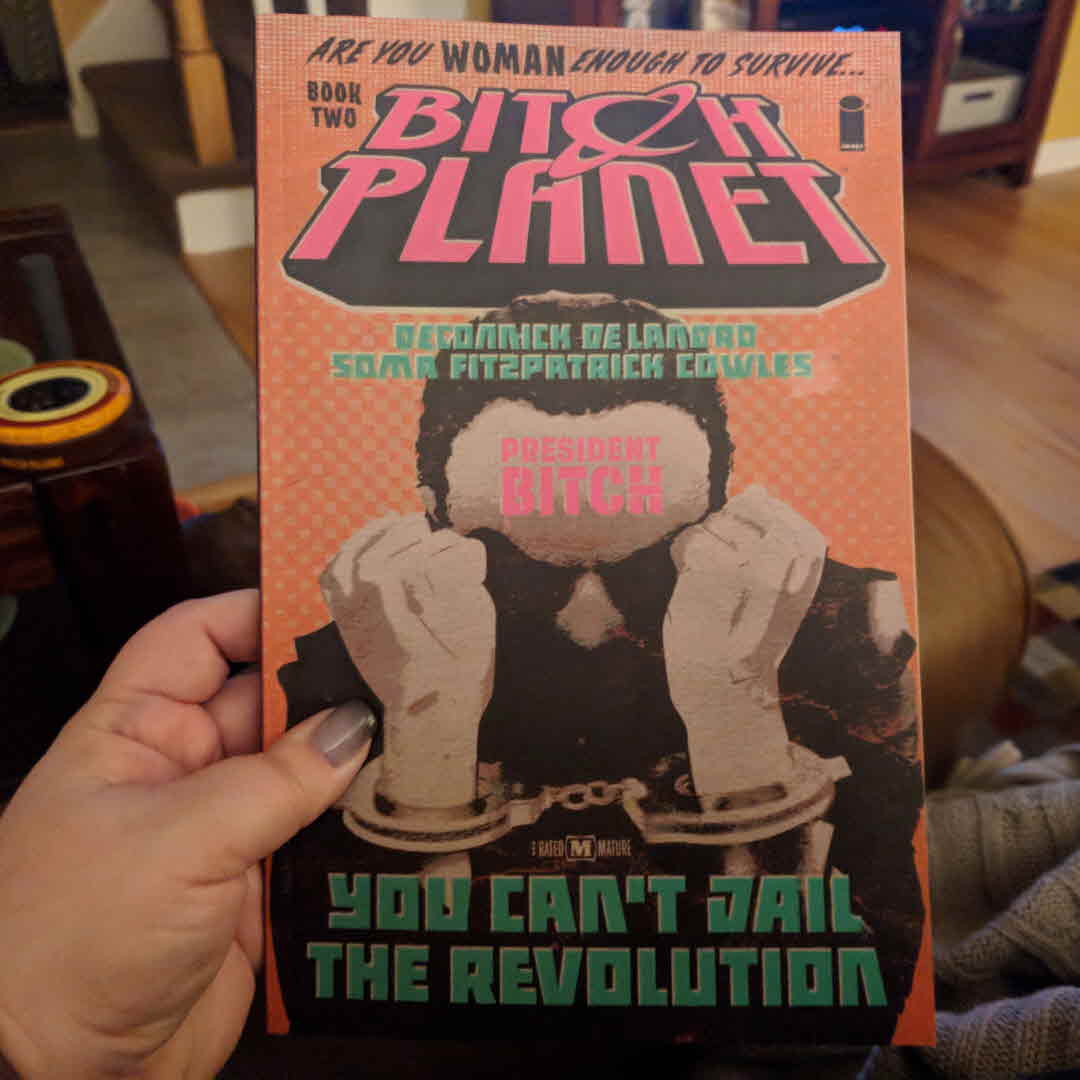 ARE YOU WOMAN ENOUGH TO SURVIVE...
BOOK
TWO
BITCH
PLANET
DECONNICK DE LANDRO
SOMA FITZPATRICK COWLES
PRESIDENT
BITCH
RATED M MATURE
YOU CAN'T JAIL
THE REVOLUTION